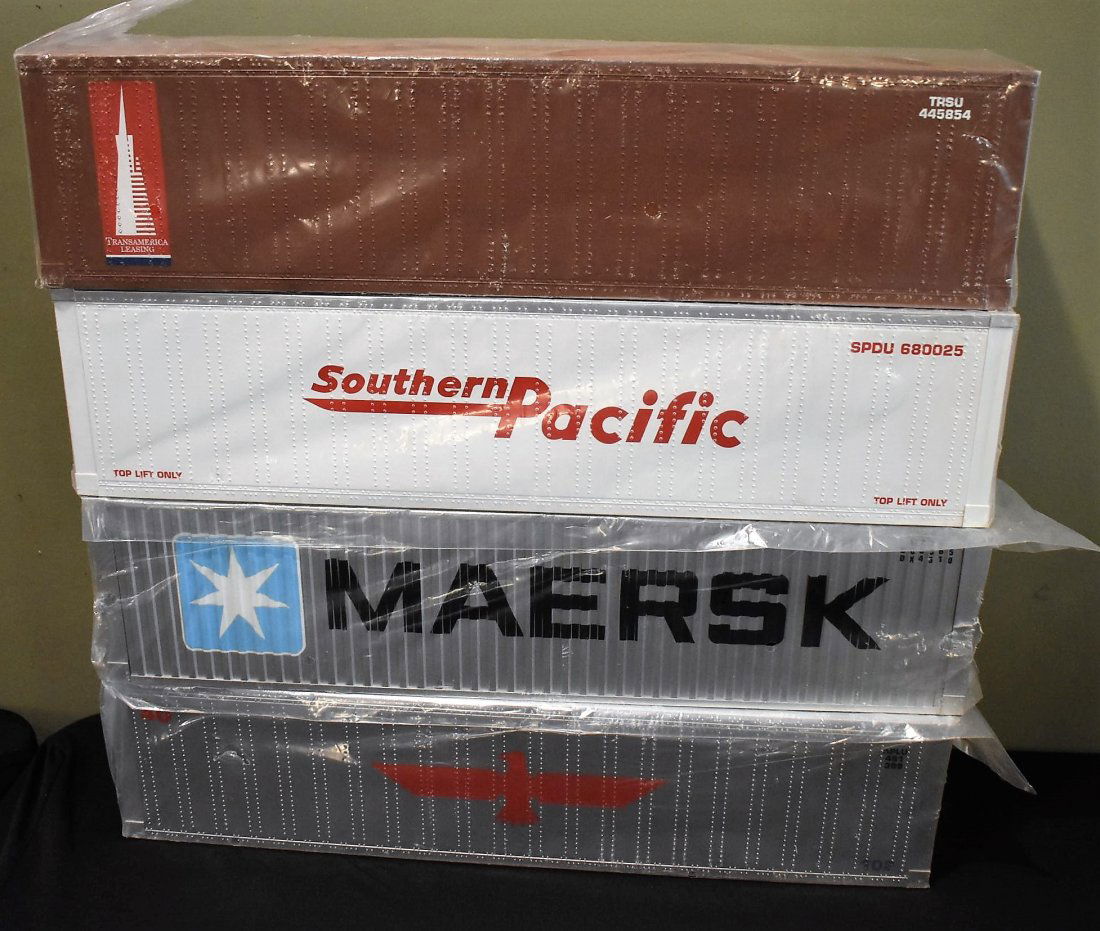 TRANSAMERICA
LEASING
TRSU
445854
Southern
Pacific
SPDU 680025
TOP LIFT ONLY
TOP LIFT ONLY
MAERSK